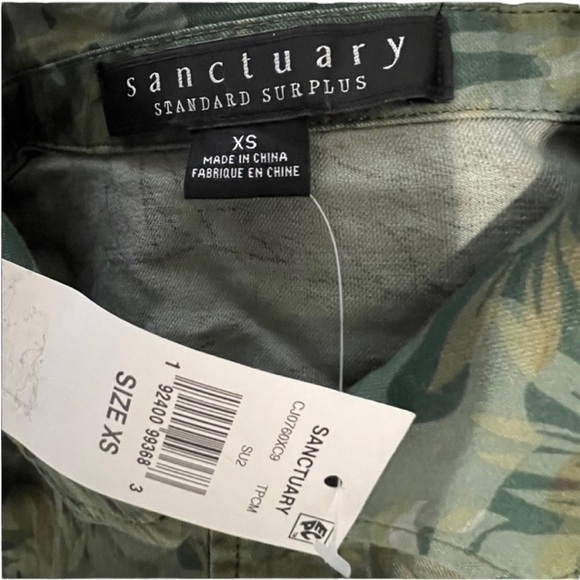 sanctuary
STANDARD SURPLUS
XS
MADE IN CHINA
FABRIQUE EN CHINE
SANCTUARY
CJ0760XC9
SU2 TPCM
1 92400 99368 3
SIZE XS